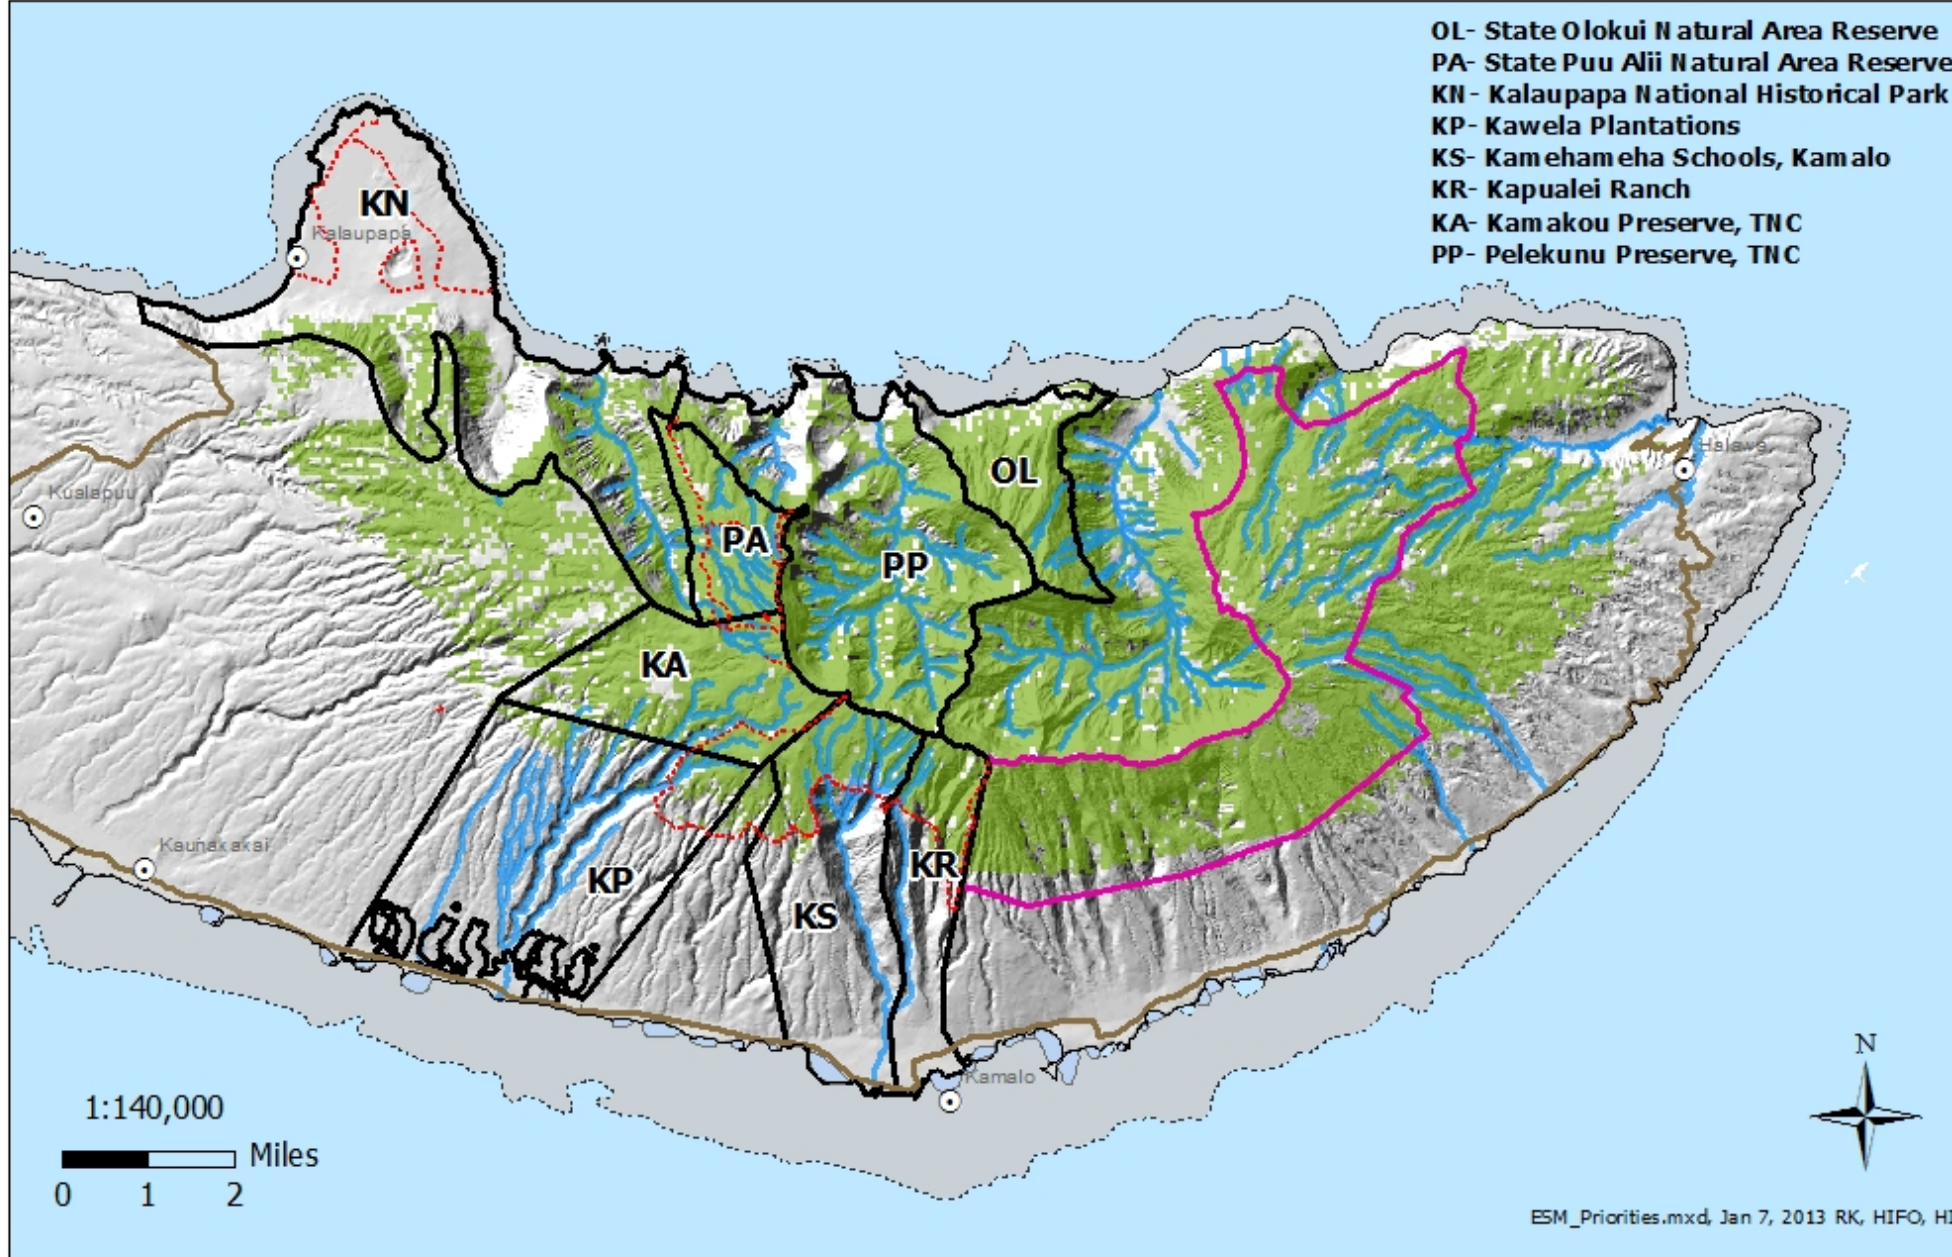 OL- State Olokui Natural Area Reserve
PA- State Puu Alii Natural Area Reserve
KN- Kalaupapa National Historical Park
KP- Kawela Plantations
KS- Kamehameha Schools, Kamalo
KR- Kapualei Ranch
KA- Kamakou Preserve, TNC
PP- Pelekunu Preserve, TNC
KN
Kalaupapa
Halawa
OL
Kualapuu
PA
PP
KA
Kaunakakai
KR
KP
KS
N
Kamalo
1:140,000
Miles
0 1 2
ESM_Priorities.mxd, Jan 7, 2013 RK, HIFO, HI